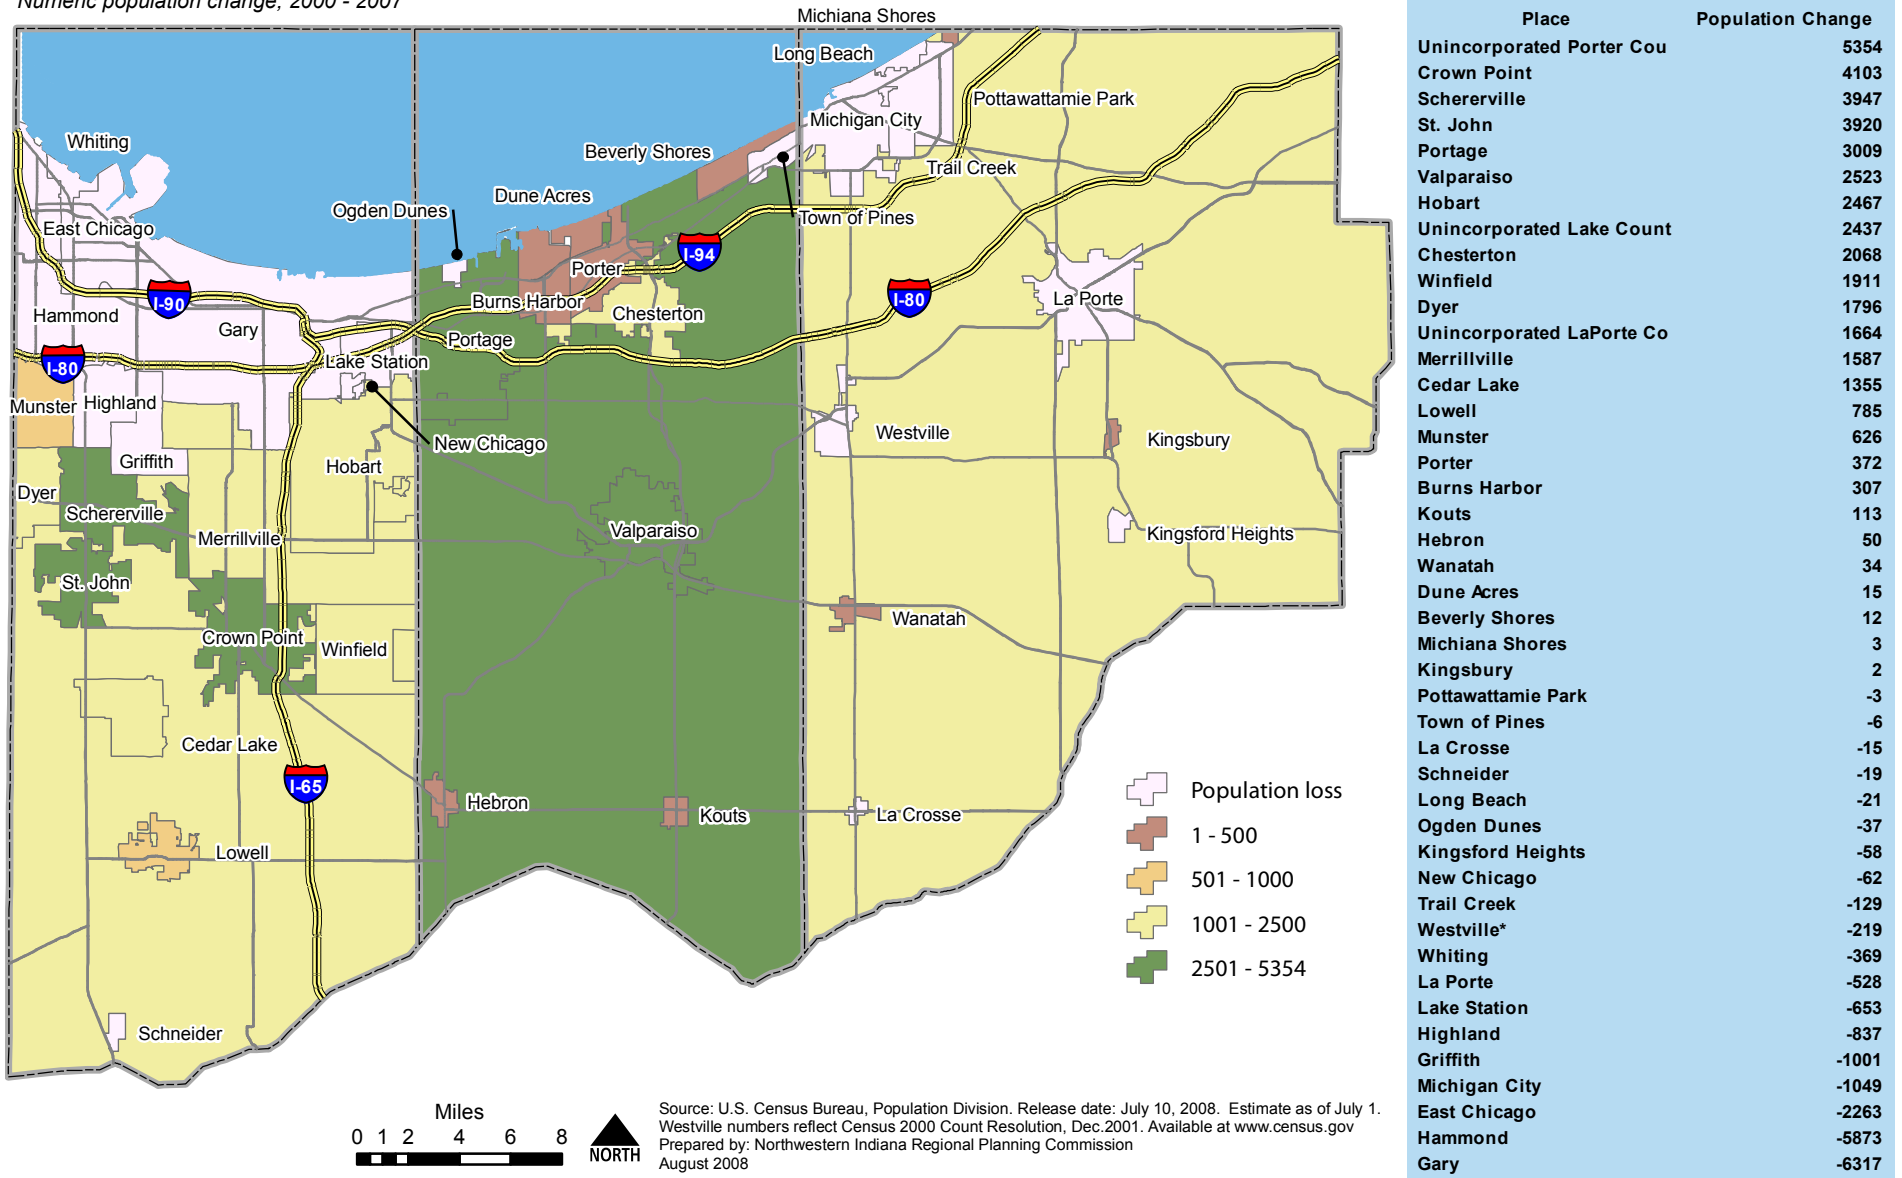 Numeric population change, 2000 - 2007
Michiana Shores
Long Beach
Pottawattamie Park
Michigan City
Whiting
Beverly Shores
Trail Creek
Dune Acres
Ogden Dunes
Town of Pines
East Chicago
I-94
Porter
I-90
I-80
La Porte
Burns Harbor
Hammond
Chesterton
Gary
Portage
I-80
Lake Station
Munster
Highland
Westville
Kingsbury
New Chicago
Griffith
Hobart
Dyer
Schererville
Valparaiso
Kingsford Heights
Merrillville
St. John
Wanatah
Crown Point
Winfield
Cedar Lake
I-65
Hebron
Kouts
La Crosse
Lowell
Schneider
Population loss
1 - 500
501 - 1000
1001 - 2500
2501 - 5354
Miles
0 1 2 4 6 8
NORTH
Source: U.S. Census Bureau, Population Division. Release date: July 10, 2008. Estimate as of July 1.
Westville numbers reflect Census 2000 Count Resolution, Dec.2001. Available at www.census.gov
Prepared by: Northwestern Indiana Regional Planning Commission
August 2008
Place Population Change
Unincorporated Porter Cou 5354
Crown Point 4103
Schererville 3947
St. John 3920
Portage 3009
Valparaiso 2523
Hobart 2467
Unincorporated Lake Count 2437
Chesterton 2068
Winfield 1911
Dyer 1796
Unincorporated LaPorte Co 1664
Merrillville 1587
Cedar Lake 1355
Lowell 785
Munster 626
Porter 372
Burns Harbor 307
Kouts 113
Hebron 50
Wanatah 34
Dune Acres 15
Beverly Shores 12
Michiana Shores 3
Kingsbury 2
Pottawattamie Park -3
Town of Pines -6
La Crosse -15
Schneider -19
Long Beach -21
Ogden Dunes -37
Kingsford Heights -58
New Chicago -62
Trail Creek -129
Westville* -219
Whiting -369
La Porte -528
Lake Station -653
Highland -837
Griffith -1001
Michigan City -1049
East Chicago -2263
Hammond -5873
Gary -6317